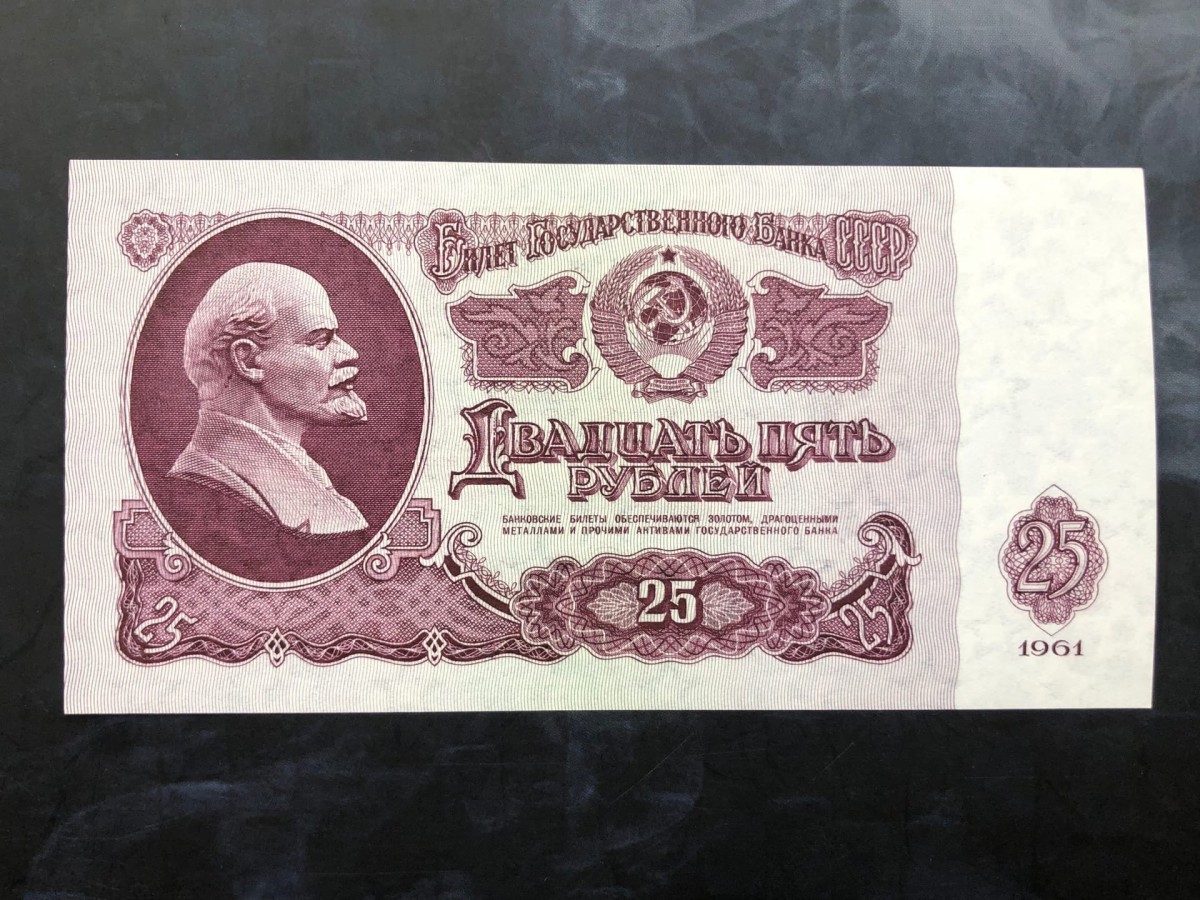 Билет Государственного Банка СССР
Двадцать пять
рублей
БАНКОВСКИЕ БИЛЕТЫ ОБЕСПЕЧИВАЮТСЯ ЗОЛОТОМ, ДРАГОЦЕННЫМИ
МЕТАЛЛАМИ И ПРОЧИМИ АКТИВАМИ ГОСУДАРСТВЕННОГО БАНКА
25
25
25
25
1961